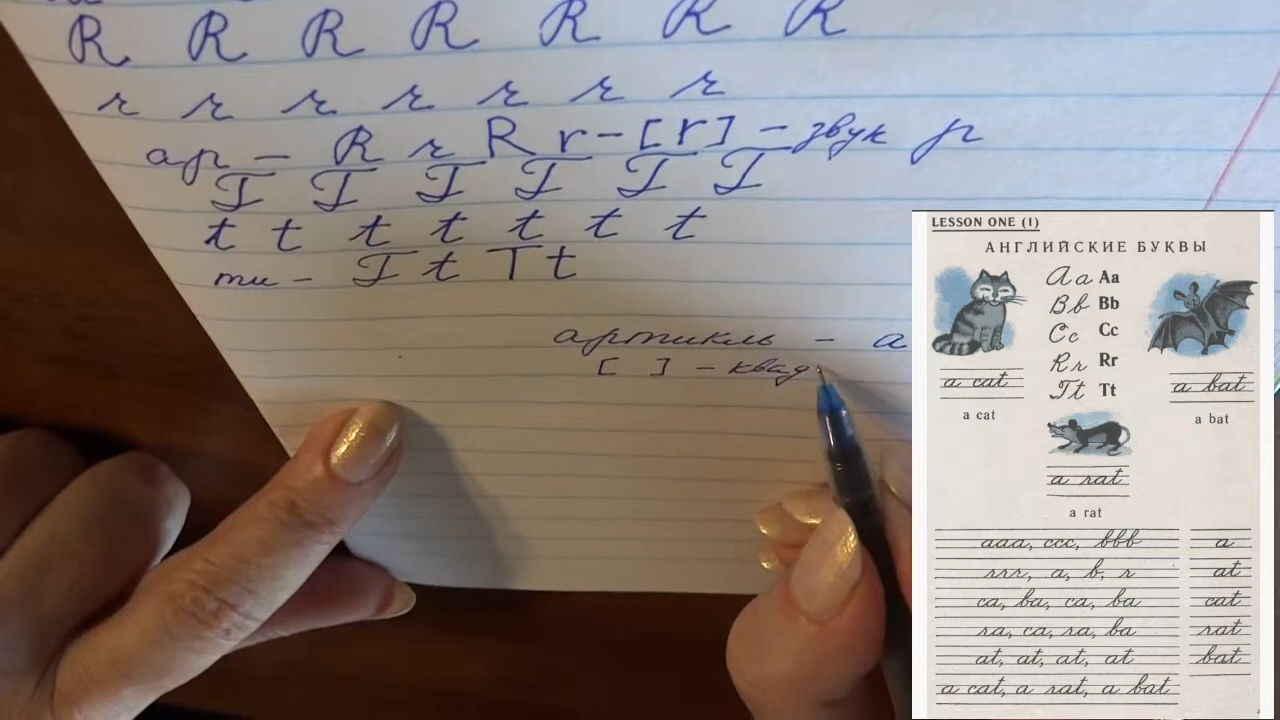 R R R R R R R
r r r r r r
ар - R r R r - [r] - звук р
T T T T T T
t t t t t t t
ти - T t T t
артикль - a
[ ] - квад
LESSON ONE (1)
АНГЛИЙСКИЕ БУКВЫ
Aa Aa
Bb Bb
Cc Cc
Rr Rr
Tt Tt
a cat
a cat
a bat
a bat
a rat
a rat
aaa, ccc, bbb a
rrr, a, b, r at
ca, ba, ca, ba cat
ra, ca, ra, ba rat
at, at, at, at bat
a cat, a rat, a bat